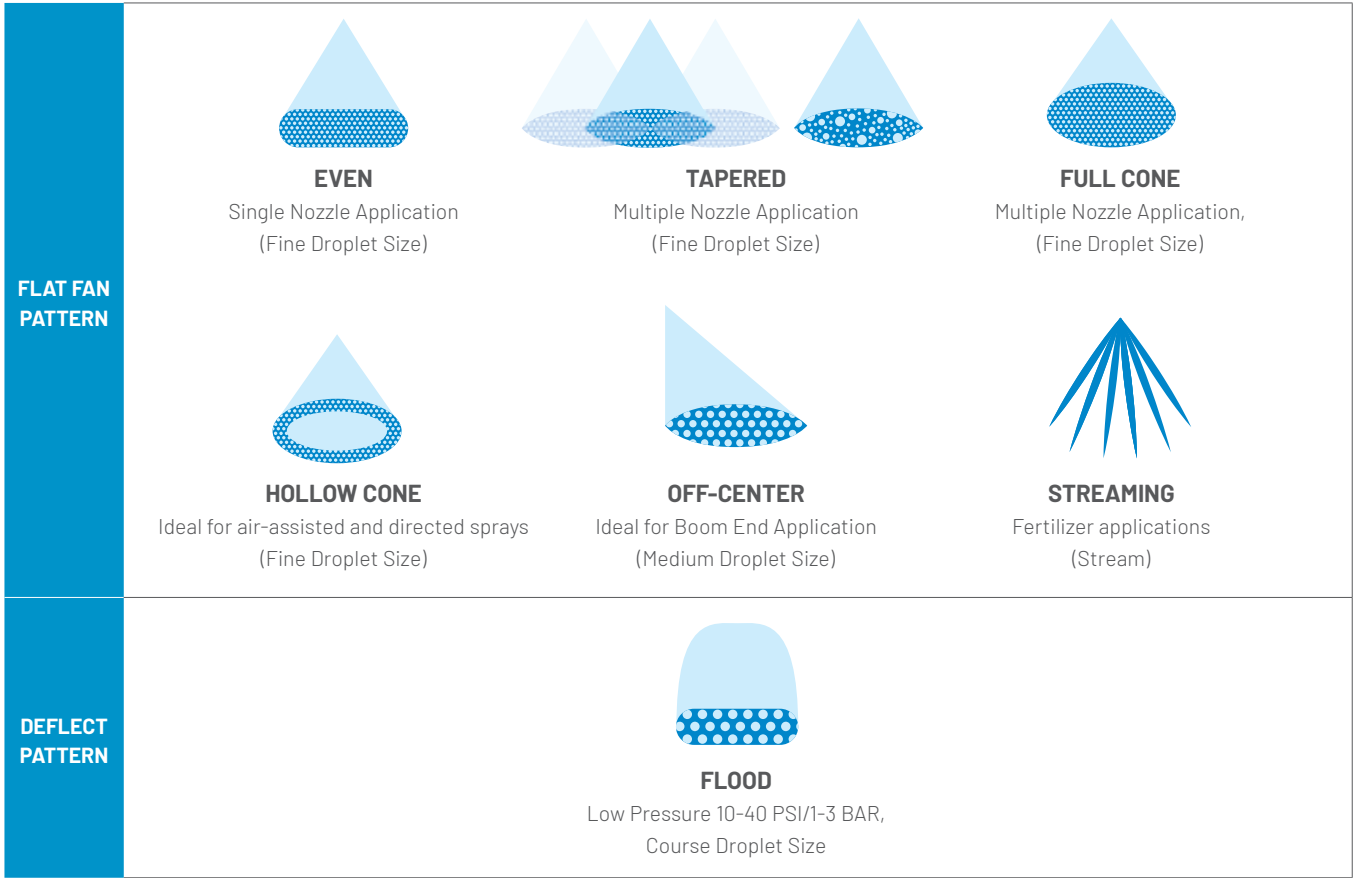 FLAT FAN
PATTERN
EVEN
Single Nozzle Application
(Fine Droplet Size)
TAPERED
Multiple Nozzle Application
(Fine Droplet Size)
FULL CONE
Multiple Nozzle Application,
(Fine Droplet Size)
HOLLOW CONE
Ideal for air-assisted and directed sprays
(Fine Droplet Size)
OFF-CENTER
Ideal for Boom End Application
(Medium Droplet Size)
STREAMING
Fertilizer applications
(Stream)
DEFLECT
PATTERN
FLOOD
Low Pressure 10-40 PSI/1-3 BAR,
Course Droplet Size